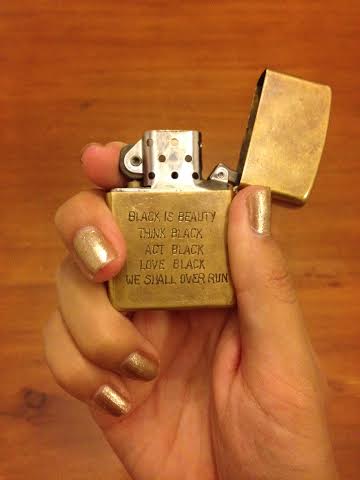 BLACK IS BEAUTY
THINK BLACK
ACT BLACK
LOVE BLACK
WE SHALL OVER RUN